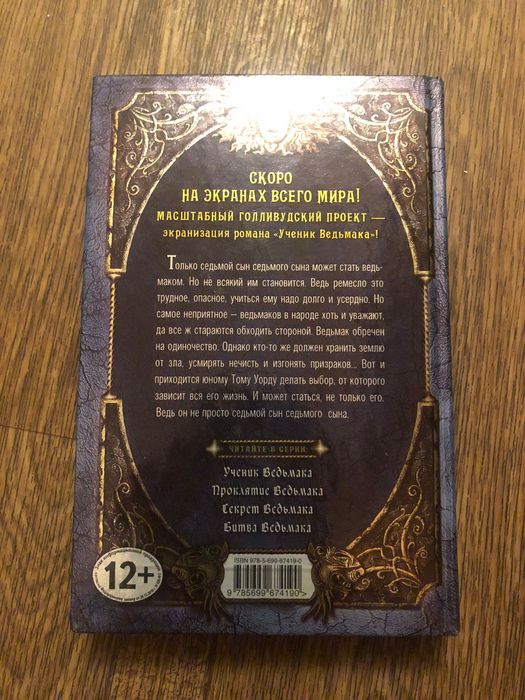 СКОРО
НА ЭКРАНАХ ВСЕГО МИРА!
МАСШТАБНЫЙ ГОЛЛИВУДСКИЙ ПРОЕКТ —
ЭКРАНИЗАЦИЯ РОМАНА «УЧЕНИК ВЕДЬМАКА»!
Только седьмой сын седьмого сына может стать ведь-
маком. Но не всякий им становится. Ведь ремесло это
трудное, опасное, учиться ему надо долго и усердно. Но
самое неприятное – ведьмаков в народе хоть и уважают,
да все ж стараются обходить стороной. Ведьмак обречен
на одиночество. Однако кто-то же должен хранить землю
от зла, усмирять нечисть и изгонять призраков... Вот и
приходится юному Тому Уорду делать выбор, от которого
зависит вся его жизнь. И может статься, не только его.
Ведь он не просто седьмой сын седьмого сына.
ЧИТАЙТЕ В СЕРИИ:
Ученик Ведьмака
Проклятие Ведьмака
Секрет Ведьмака
Битва Ведьмака
ISBN 978-5-699-67419-0
9 785699 674190 >
12+